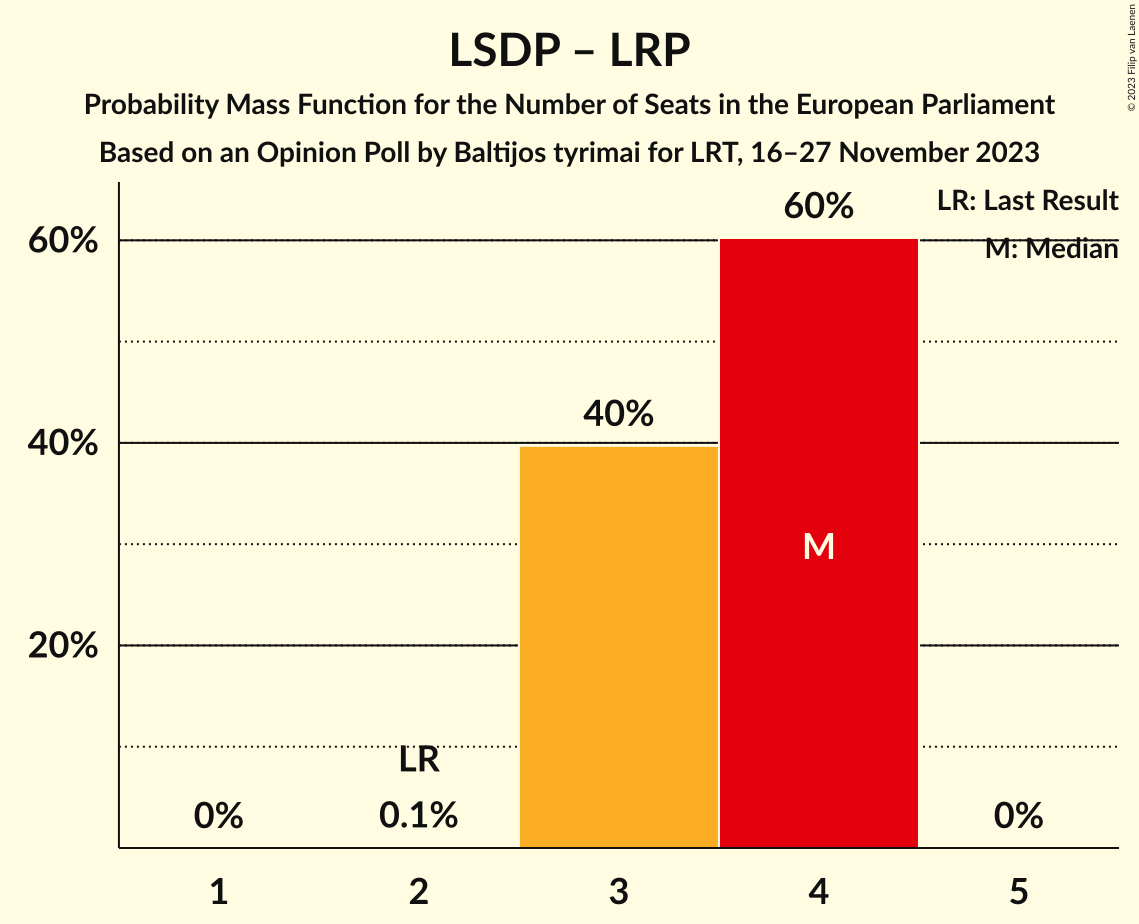 LSDP – LRP
Probability Mass Function for the Number of Seats in the European Parliament
Based on an Opinion Poll by Baltijos tyrimai for LRT, 16–27 November 2023
© 2023 Filip van Laenen
LR: Last Result
M: Median
60%
40%
20%
0%
LR
0.1%
40%
60%
M
0%
1
2
3
4
5